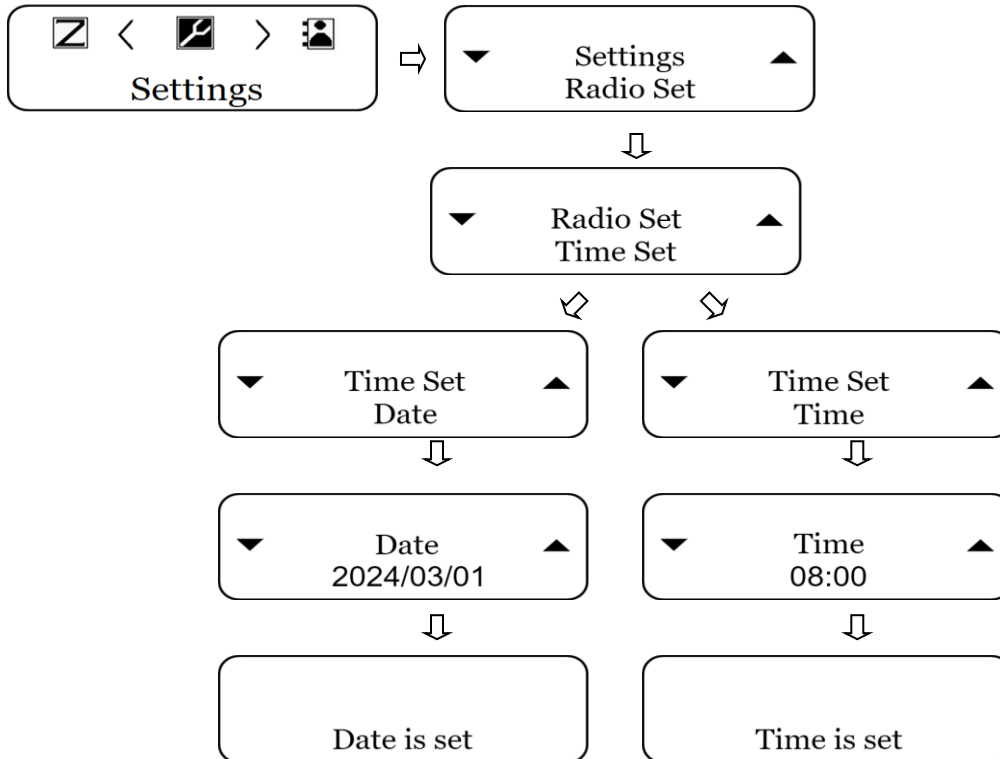 Settings
Settings
Radio Set
Radio Set
Time Set
Time Set
Date
Time Set
Time
Date
2024/03/01
Time
08:00
Date is set
Time is set